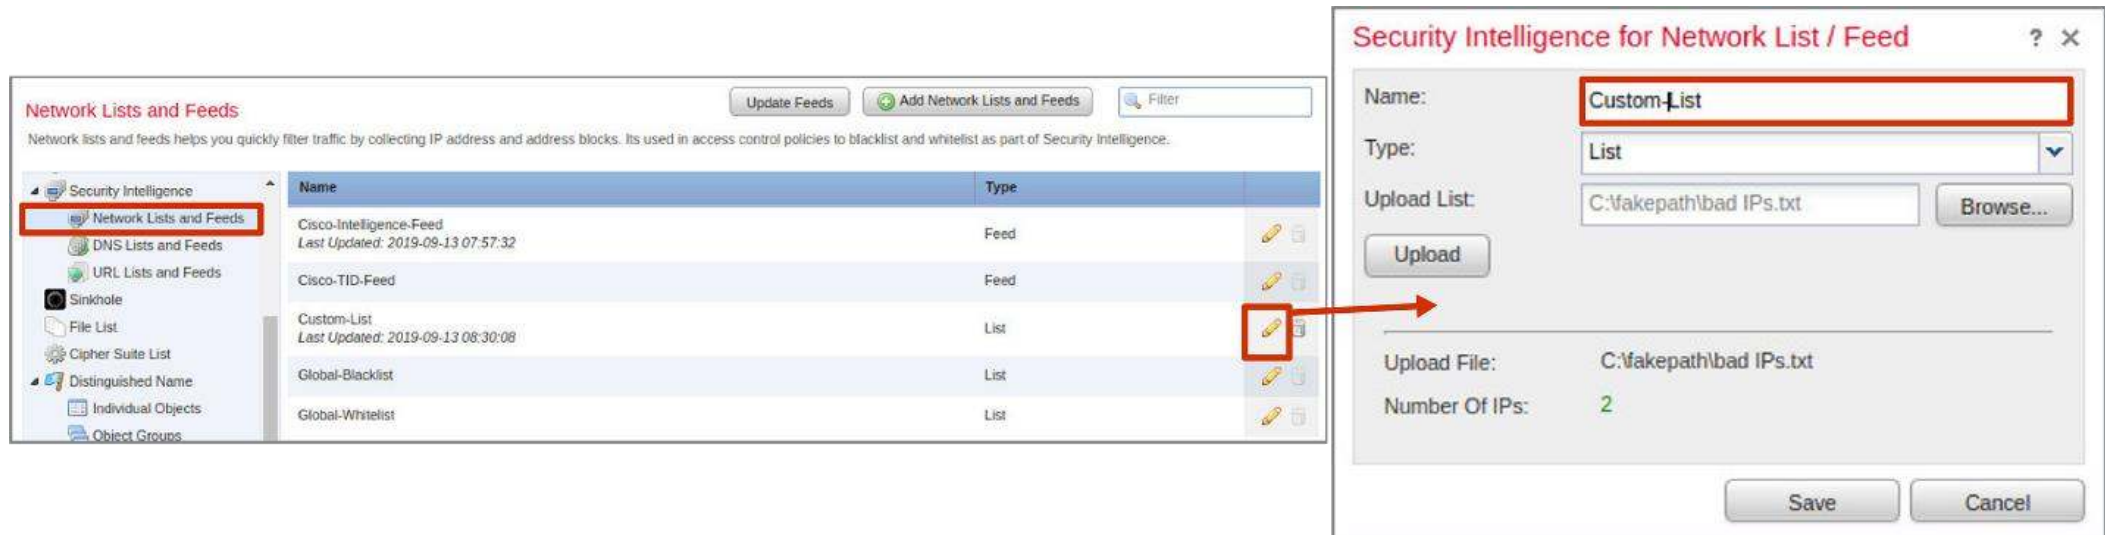 Network Lists and Feeds
Update Feeds
Add Network Lists and Feeds
Filter
Network lists and feeds helps you quickly filter traffic by collecting IP address and address blocks. Its used in access control policies to blacklist and whitelist as part of Security Intelligence.
Security Intelligence
Network Lists and Feeds
DNS Lists and Feeds
URL Lists and Feeds
Sinkhole
File List
Cipher Suite List
Distinguished Name
Individual Objects
Object Groups
Name Type
Cisco-Intelligence-Feed Feed
Last Updated: 2019-09-13 07:57:32
Cisco-TID-Feed Feed
Custom-List List
Last Updated: 2019-09-13 08:30:08
Global-Blacklist List
Global-Whitelist List
Security Intelligence for Network List / Feed ? ×
Name: Custom-List
Type: List
Upload List: C:\fakepath\bad IPs.txt Browse...
Upload
Upload File: C:\fakepath\bad IPs.txt
Number Of IPs: 2
Save Cancel